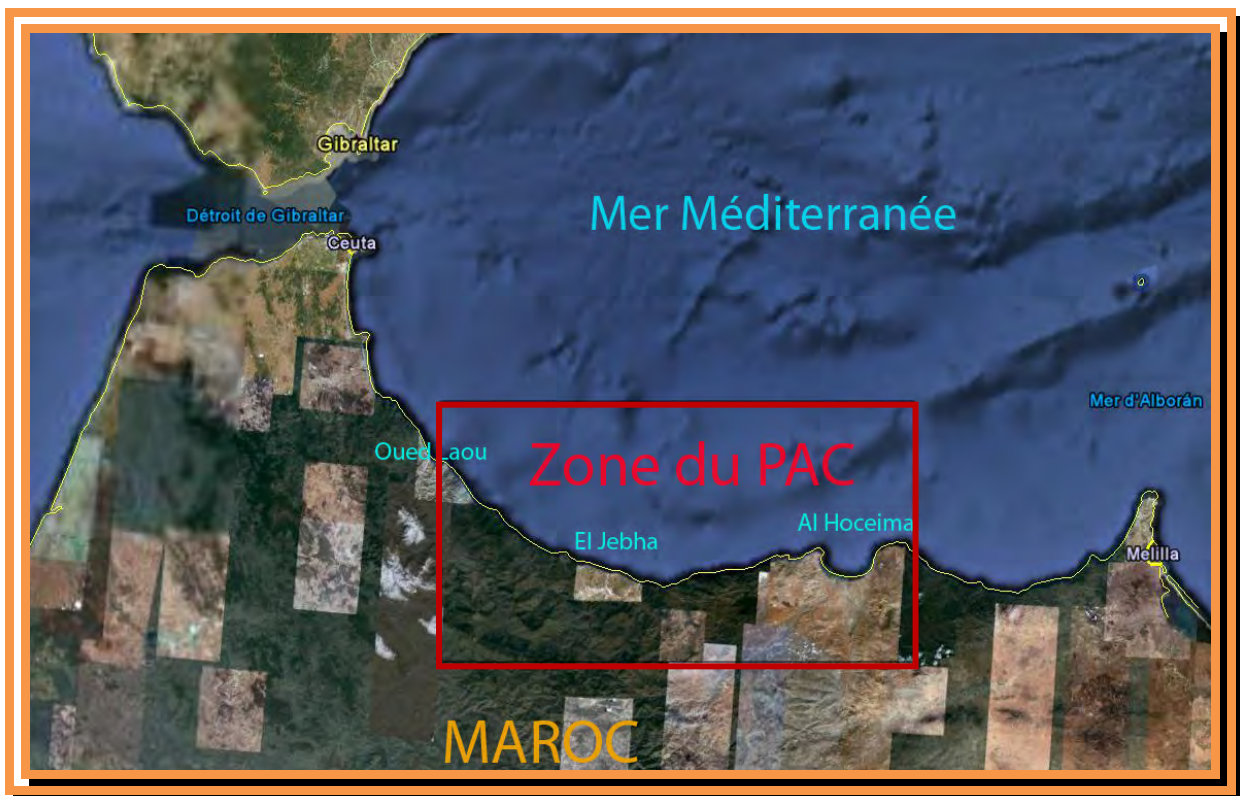 Gibraltar
Détroit de Gibraltar
Mer Méditerranée
Ceuta
Mer d'Alborán
Oued Laou
Zone du PAC
El Jebha
Al Hoceima
Melilla
MAROC